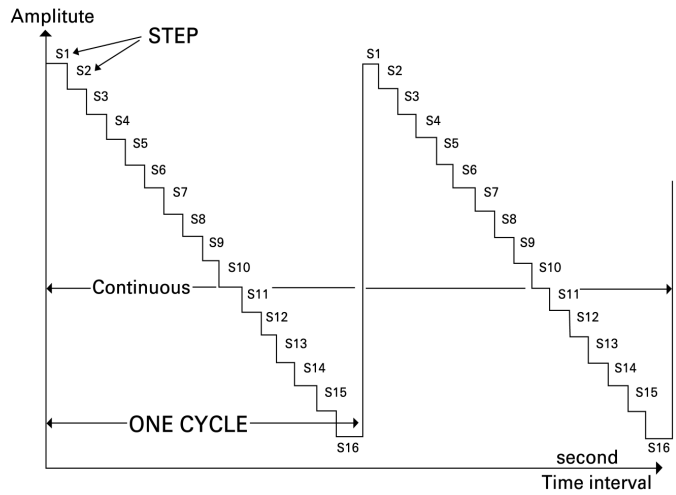 Amplitute
STEP
S1
S2
S3
S4
S5
S6
S7
S8
S9
S10
S11
S12
S13
S14
S15
S16
S1
S2
S3
S4
S5
S6
S7
S8
S9
S10
S11
S12
S13
S14
S15
S16
Continuous
ONE CYCLE
second
Time interval